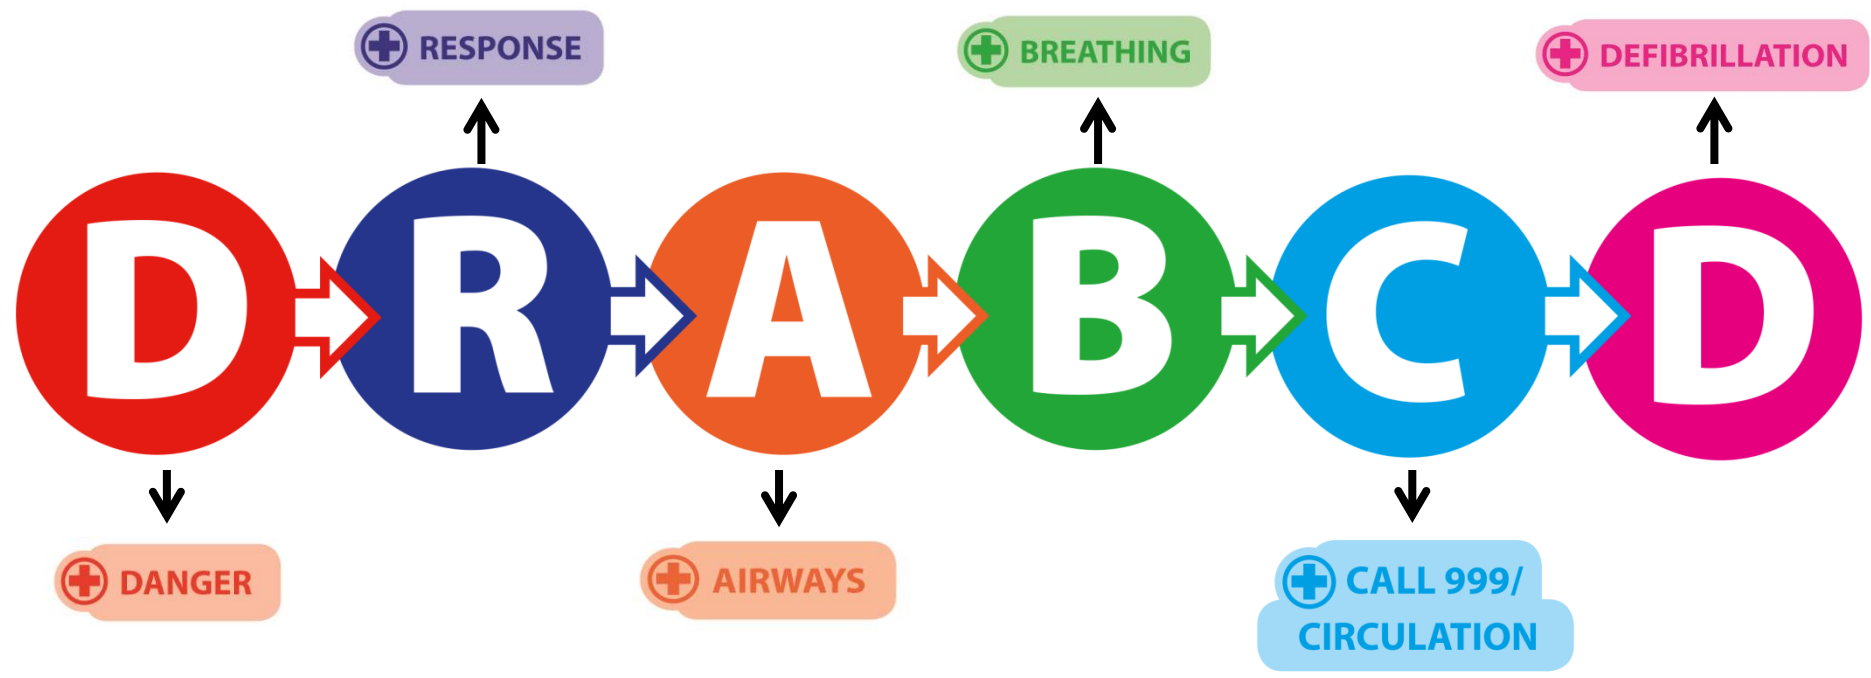 RESPONSE
BREATHING
DEFIBRILLATION
D R A B C D
DANGER
AIRWAYS
CALL 999/
CIRCULATION